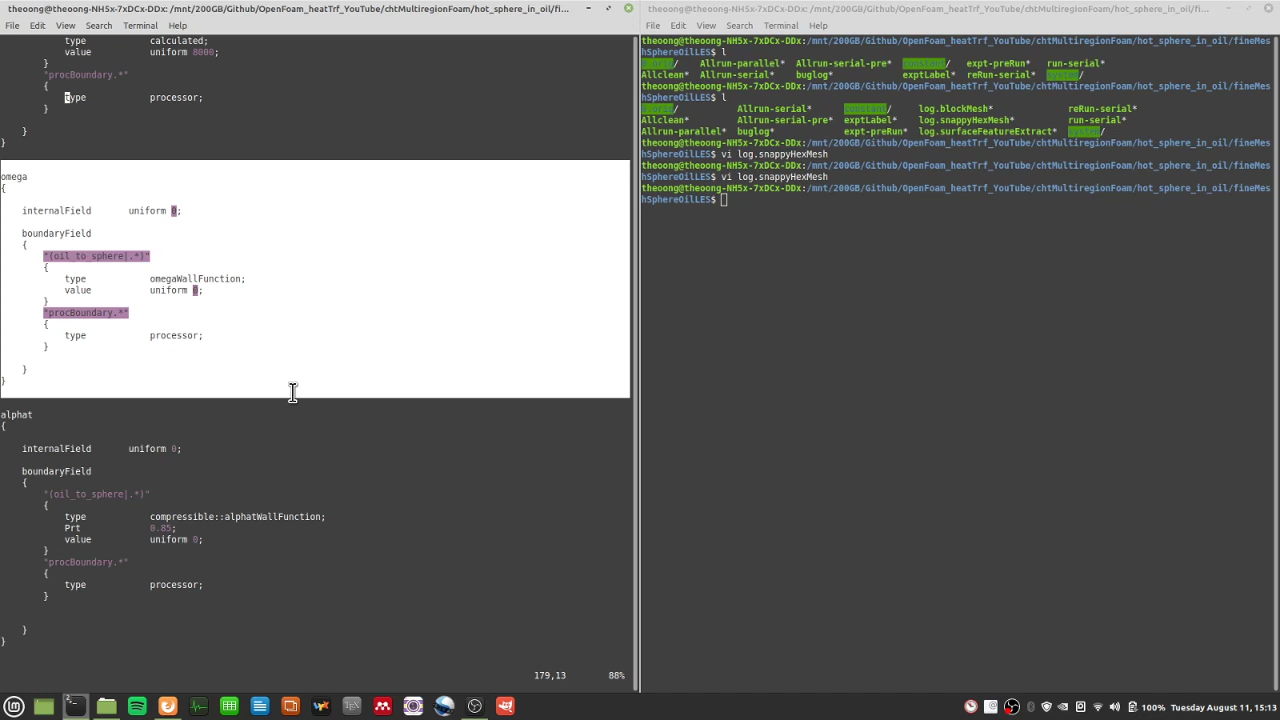 theoong@theoong-NH5x-7xDCx-DDx: /mnt/200GB/Github/OpenFoam_heatTrf_YouTube/chtMultiregionFoam/hot_sphere_in_oil/fi...
File Edit View Search Terminal Help
type calculated;
value uniform 8000;
}
"procBoundary.*"
{
type processor;
}
}
}
omega
{
internalField uniform 0;
boundaryField
{
"(oil_to_sphere|.*)"
{
type omegaWallFunction;
value uniform 0;
}
"procBoundary.*"
{
type processor;
}
}
}
alphat
{
internalField uniform 0;
boundaryField
{
"(oil_to_sphere|.*)"
{
type compressible::alphatWallFunction;
Prt 0.85;
value uniform 0;
}
"procBoundary.*"
{
type processor;
}
}
}
179,13 88%
theoong@theoong-NH5x-7xDCx-DDx: /mnt/200GB/Github/OpenFoam_heatTrf_YouTube/chtMultiregionFoam/hot_sphere_in_oil/fi...
File Edit View Search Terminal Help
theoong@theoong-NH5x-7xDCx-DDx:/mnt/200GB/Github/OpenFoam_heatTrf_YouTube/chtMultiregionFoam/hot_sphere_in_oil/fineMes
hSphereOilLES$ l
0.orig/ Allrun-parallel* Allrun-serial-pre* constant/ expt-preRun* run-serial*
Allclean* Allrun-serial* buglog* exptLabel* reRun-serial* system/
theoong@theoong-NH5x-7xDCx-DDx:/mnt/200GB/Github/OpenFoam_heatTrf_YouTube/chtMultiregionFoam/hot_sphere_in_oil/fineMes
hSphereOilLES$ l
0.orig/ Allrun-serial* constant/ log.blockMesh* reRun-serial*
Allclean* Allrun-serial-pre* exptLabel* log.snappyHexMesh* run-serial*
Allrun-parallel* buglog* expt-preRun* log.surfaceFeatureExtract* system/
theoong@theoong-NH5x-7xDCx-DDx:/mnt/200GB/Github/OpenFoam_heatTrf_YouTube/chtMultiregionFoam/hot_sphere_in_oil/fineMes
hSphereOilLES$ vi log.snappyHexMesh
theoong@theoong-NH5x-7xDCx-DDx:/mnt/200GB/Github/OpenFoam_heatTrf_YouTube/chtMultiregionFoam/hot_sphere_in_oil/fineMes
hSphereOilLES$ vi log.snappyHexMesh
theoong@theoong-NH5x-7xDCx-DDx:/mnt/200GB/Github/OpenFoam_heatTrf_YouTube/chtMultiregionFoam/hot_sphere_in_oil/fineMes
hSphereOilLES$
100% Tuesday August 11, 15:13